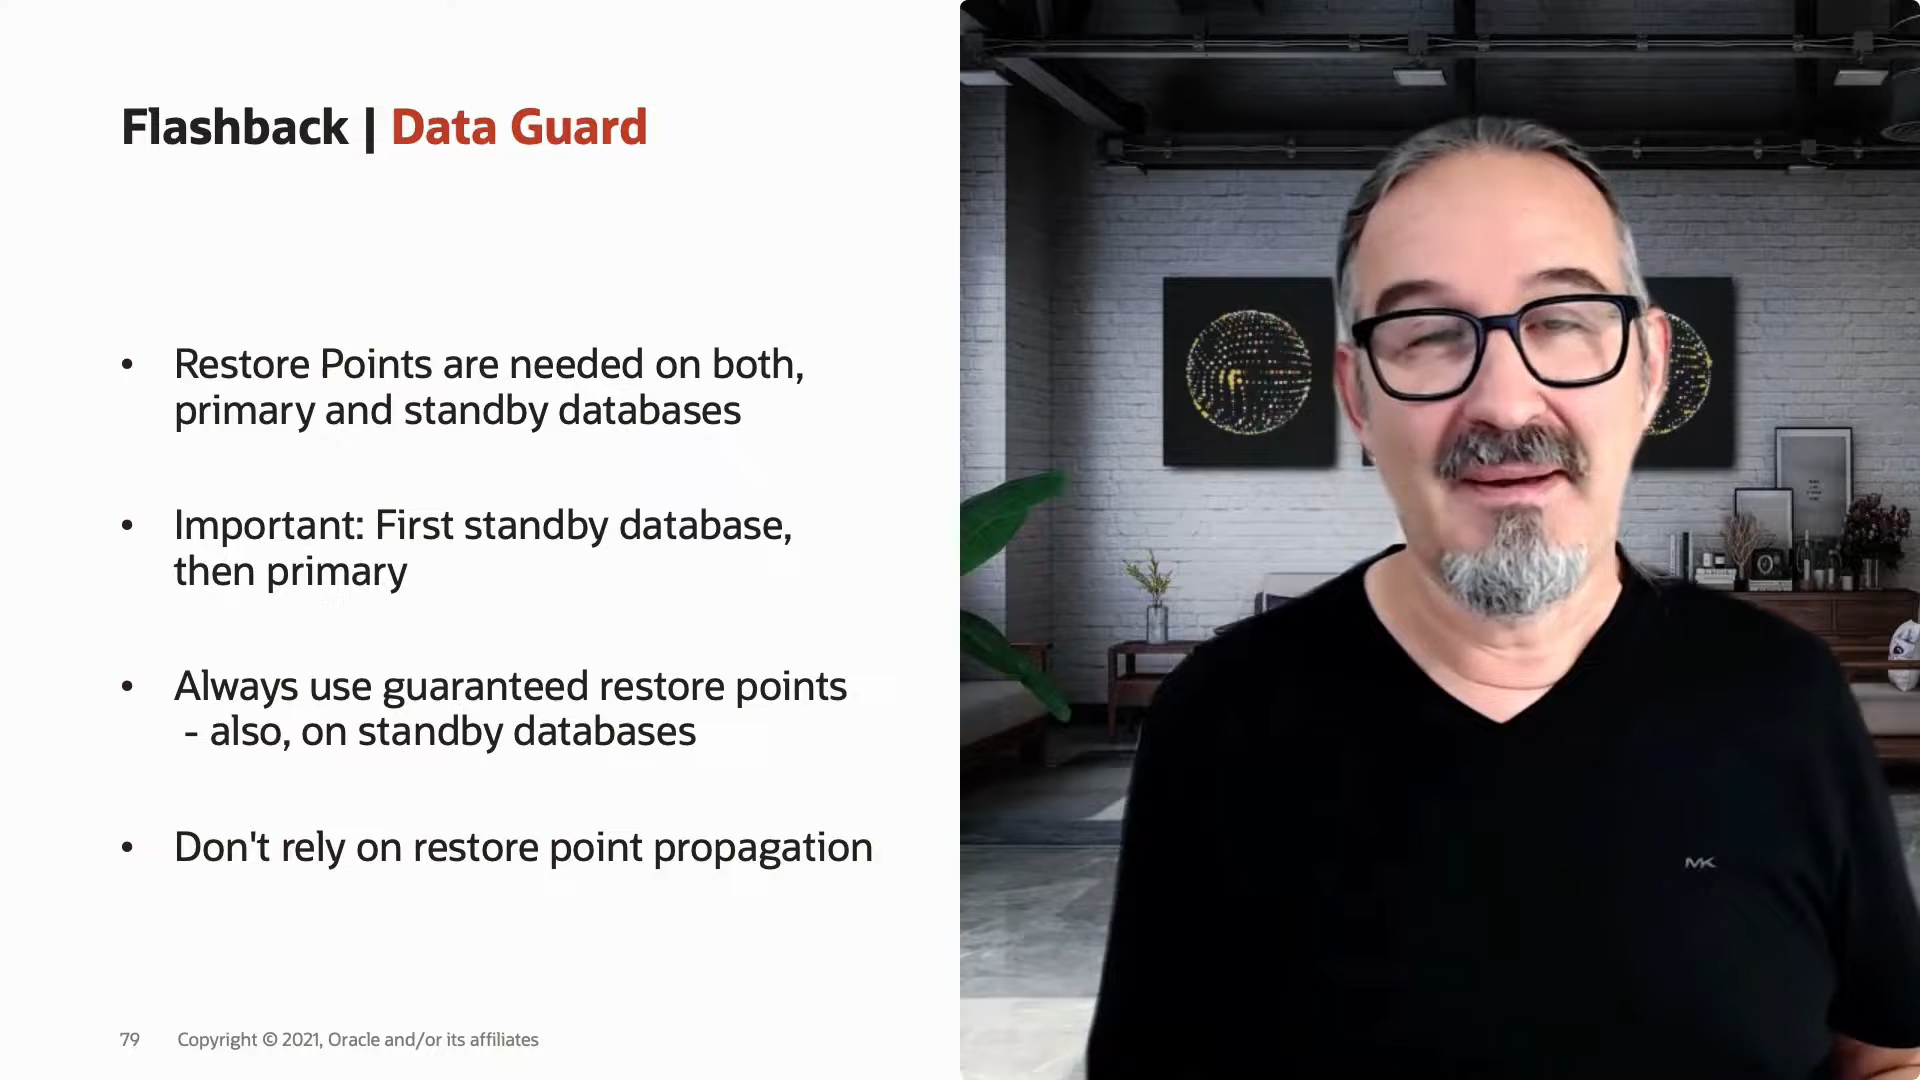 Flashback | Data Guard
• Restore Points are needed on both,
primary and standby databases
• Important: First standby database,
then primary
• Always use guaranteed restore points
- also, on standby databases
• Don't rely on restore point propagation
79 Copyright © 2021, Oracle and/or its affiliates
MK